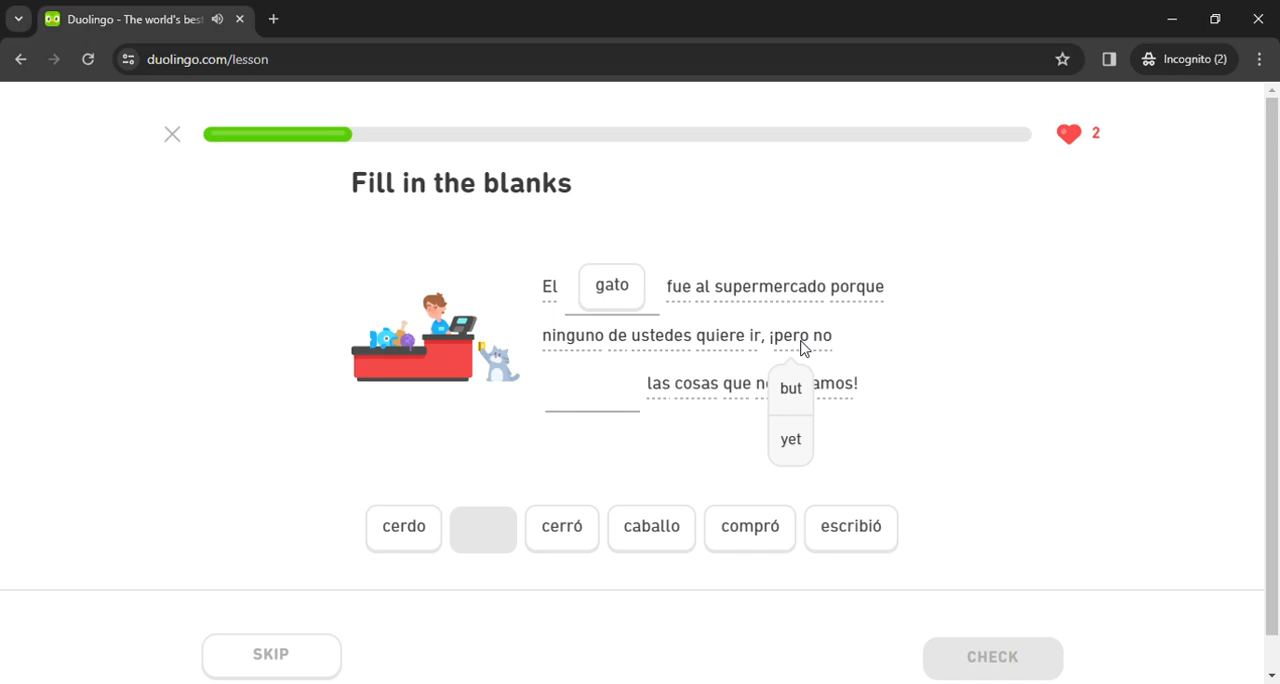 Duolingo - The world's bes
duolingo.com/lesson
Incognito (2)
2
Fill in the blanks
El gato fue al supermercado porque
ninguno de ustedes quiere ir, ¡pero no
las cosas que amos!
but
yet
cerdo cerró caballo compró escribió
SKIP CHECK